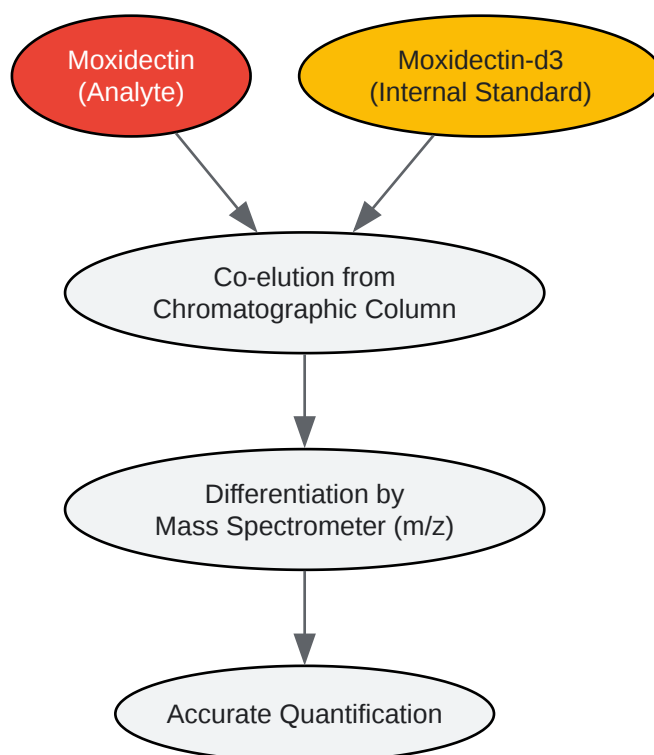 Moxidectin
(Analyte)
Moxidectin-d3
(Internal Standard)
Co-elution from
Chromatographic Column
Differentiation by
Mass Spectrometer (m/z)
Accurate Quantification